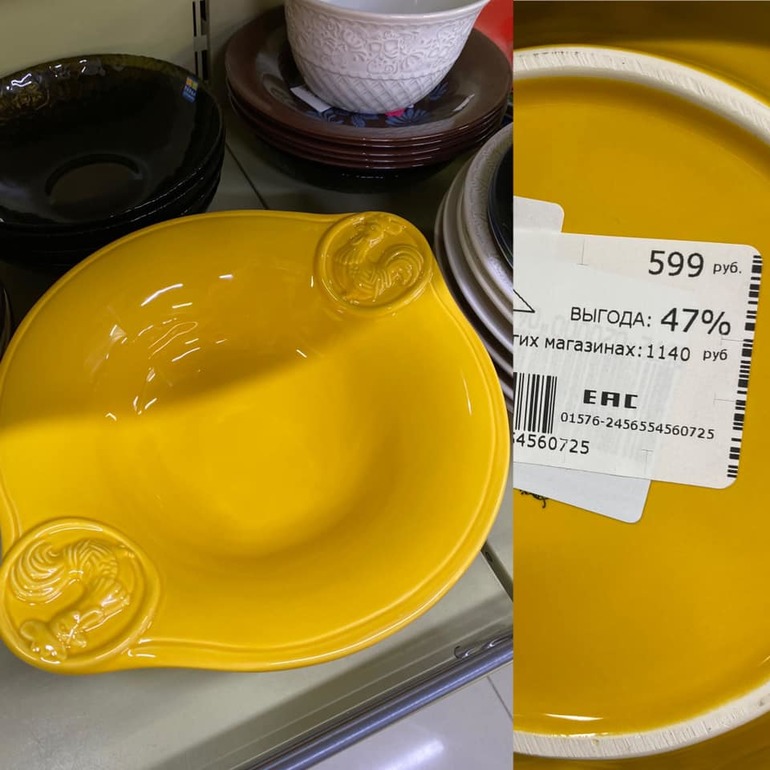 599 руб.
ВЫГОДА: 47%
гих магазинах: 1140 руб
EAC
01576-2456554560725
54560725